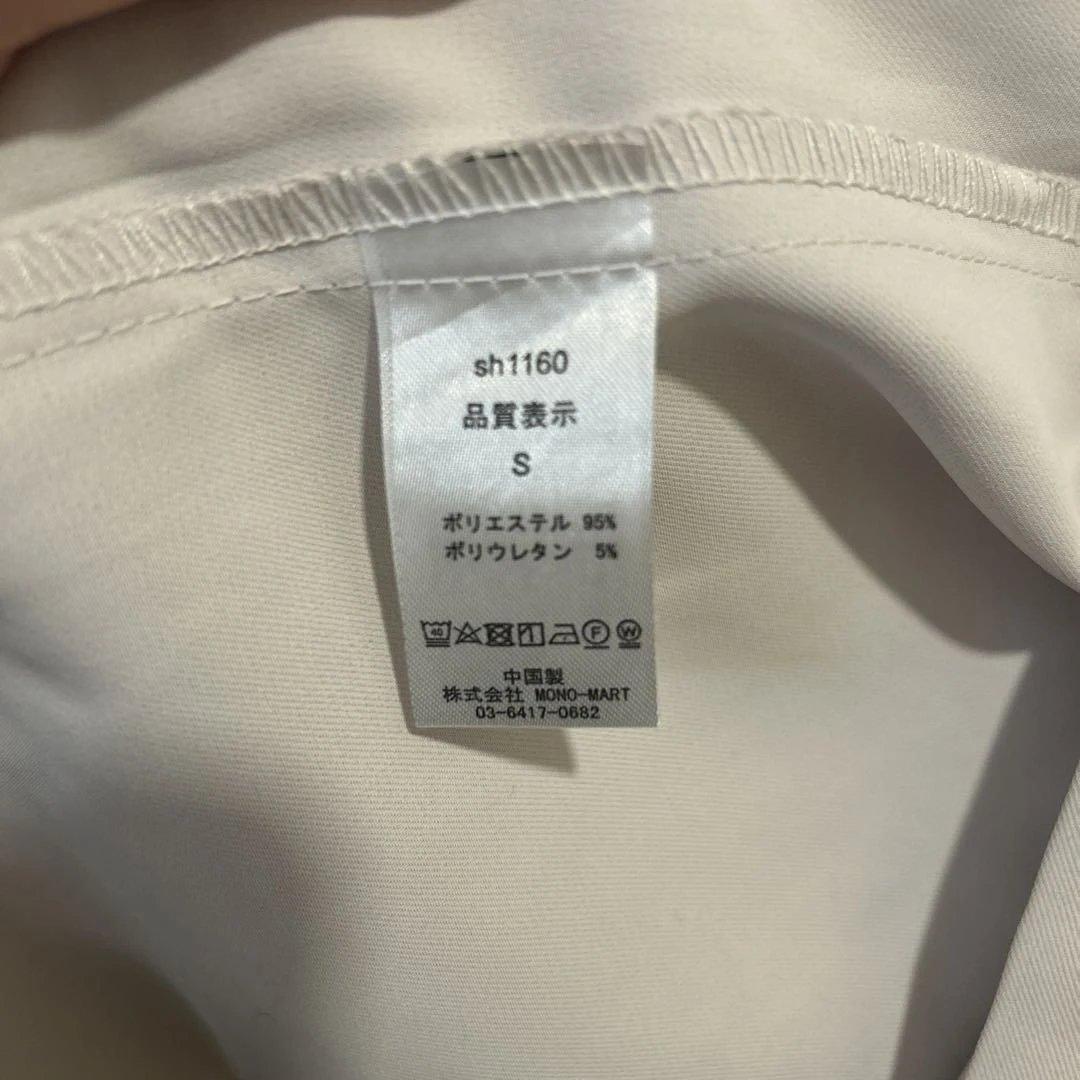 sh1160
品質表示
S
ポリエステル 95%
ポリウレタン 5%
40 F W
中国製
株式会社 MONO-MART
03-6417-0682